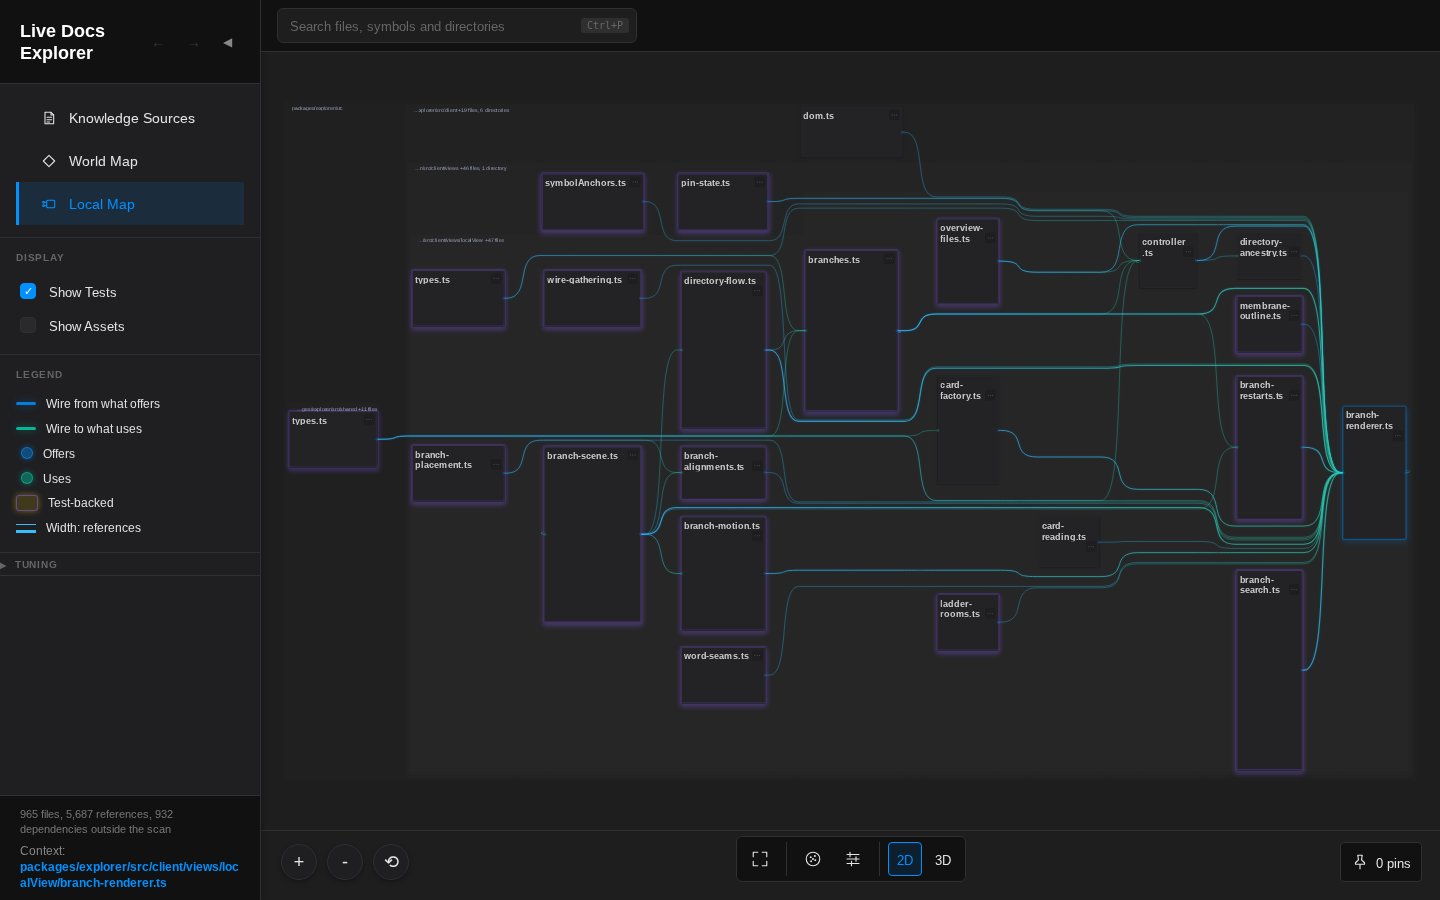 Live Docs
Explorer
← → ◀
Search files, symbols and directories
Ctrl+P
Knowledge Sources
World Map
Local Map
DISPLAY
Show Tests
Show Assets
LEGEND
Wire from what offers
Wire to what uses
Offers
Uses
Test-backed
Width: references
TUNING
965 files, 5,687 references, 932
dependencies outside the scan
Context:
packages/explorer/src/client/views/loc
alView/branch-renderer.ts
dom.ts
symbolAnchors.ts
pin-state.ts
overview-
files.ts
controller
.ts
directory-
ancestry.ts
branches.ts
types.ts
wire-gathering.ts
directory-flow.ts
membrane-
outline.ts
card-
factory.ts
branch-
restarts.ts
types.ts
branch-
renderer.ts
branch-
placement.ts
branch-scene.ts
branch-
alignments.ts
branch-motion.ts
card-
reading.ts
branch-
search.ts
ladder-
rooms.ts
word-seams.ts
+
-
⟲
2D
3D
0 pins